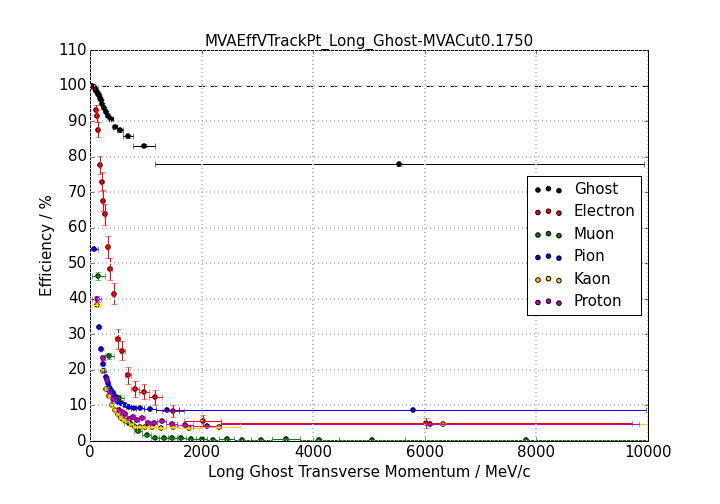 MVAEffVTrackPt_Long_Ghost-MVACut0.1750
110
100
90
80
70
60
50
40
30
20
10
0
Efficiency / %
Ghost
Electron
Muon
Pion
Kaon
Proton
0 2000 4000 6000 8000 10000
Long Ghost Transverse Momentum / MeV/c